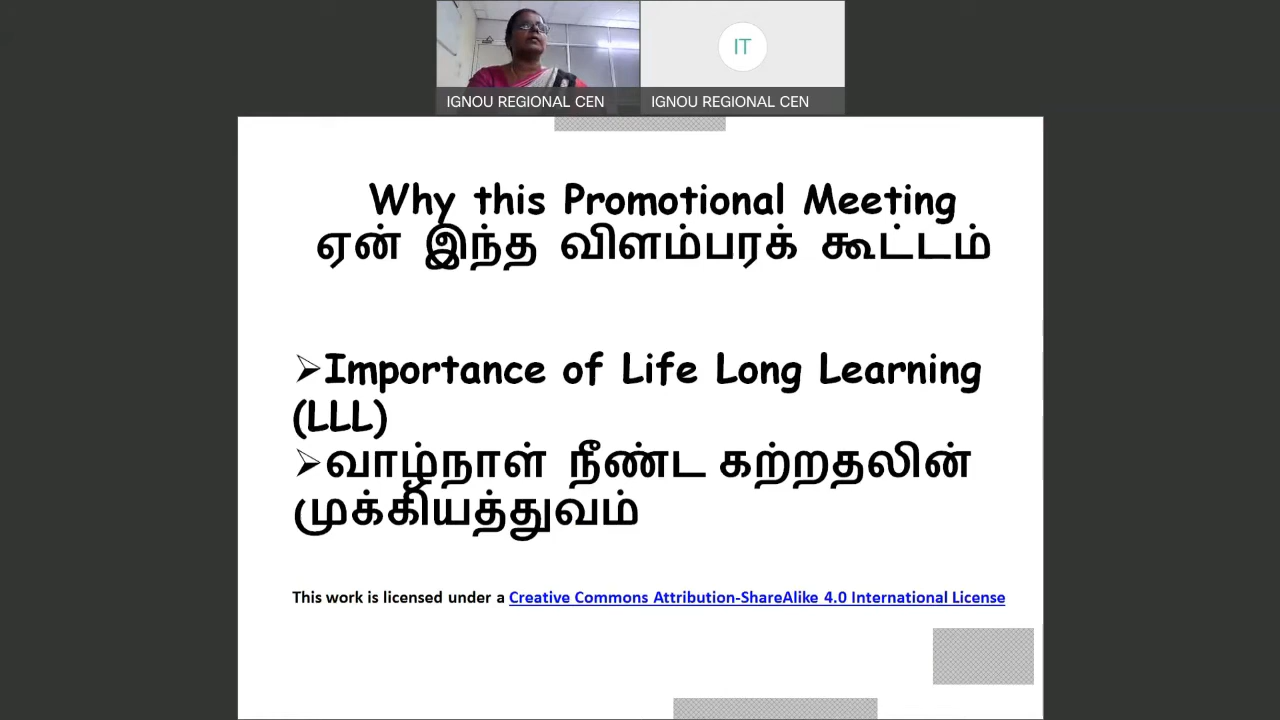 IT
IGNOU REGIONAL CEN
IGNOU REGIONAL CEN
Why this Promotional Meeting
ஏன் இந்த விளம்பரக் கூட்டம்
➢Importance of Life Long Learning
(LLL)
➢வாழ்நாள் நீண்ட கற்றதலின்
முக்கியத்துவம்
This work is licensed under a Creative Commons Attribution-ShareAlike 4.0 International License